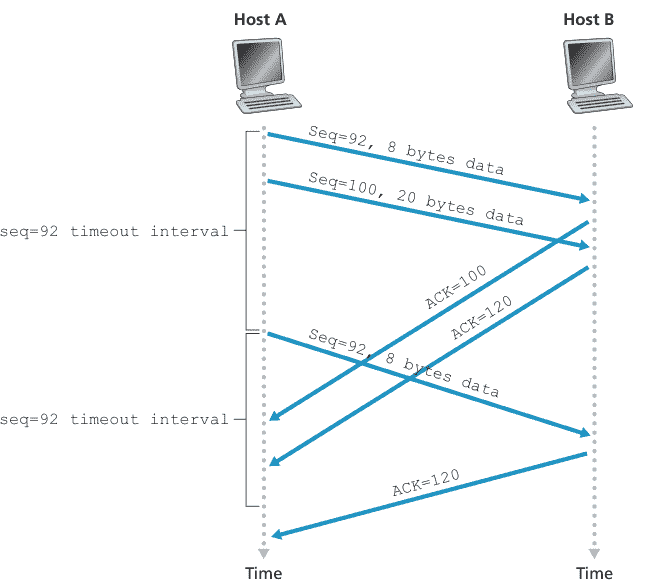 Host A
Host B
Seq=92, 8 bytes data
Seq=100, 20 bytes data
seq=92 timeout interval
ACK=100
ACK=120
Seq=92, 8 bytes data
seq=92 timeout interval
ACK=120
Time
Time